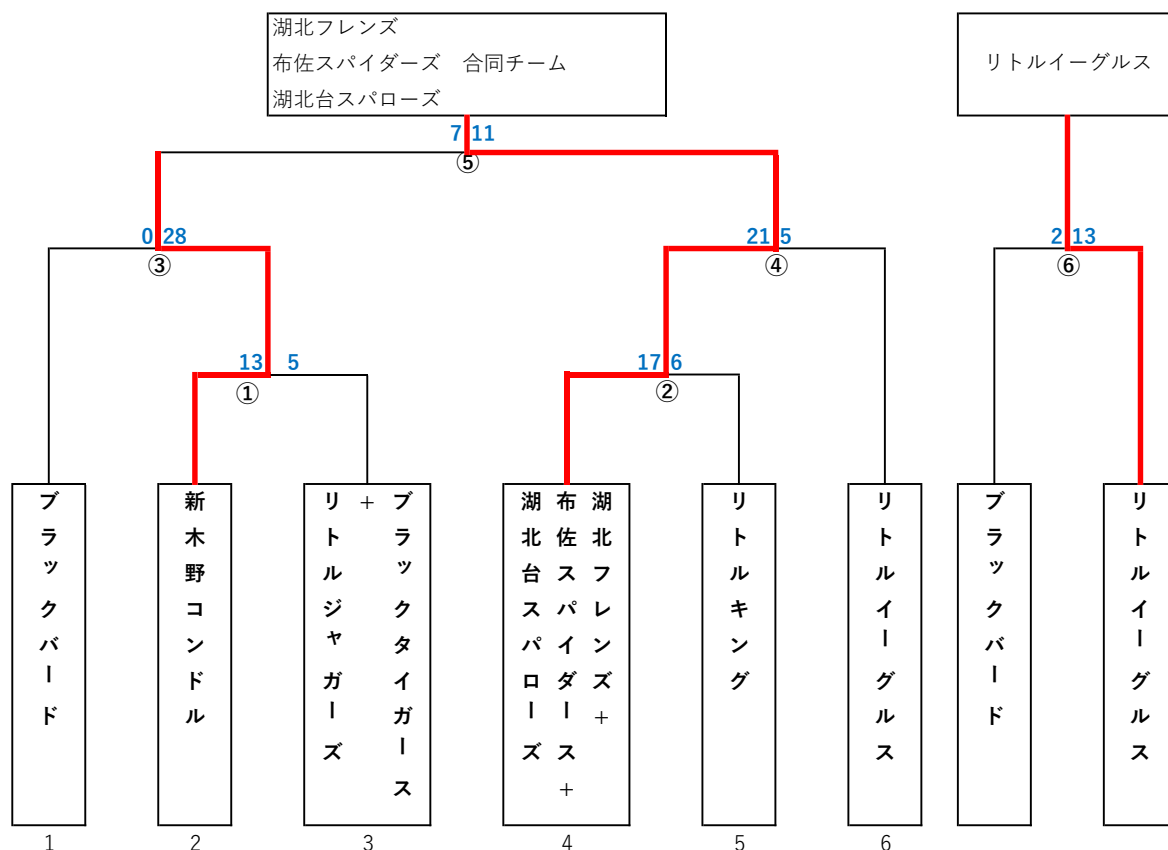 湖北フレンズ
布佐スパイダーズ　合同チーム
湖北台スパローズ
リトルイーグルス
7 11
⑤
0 28
③
21 5
④
2 13
⑥
13 5
①
17 6
②
ブラックバード
新木野コンドル
ブラックタイガース
+
リトルジャガーズ
湖北フレンズ+
布佐スパイダース+
湖北台スパローズ
リトルキング
リトルイーグルス
ブラックバード
リトルイーグルス
1
2
3
4
5
6